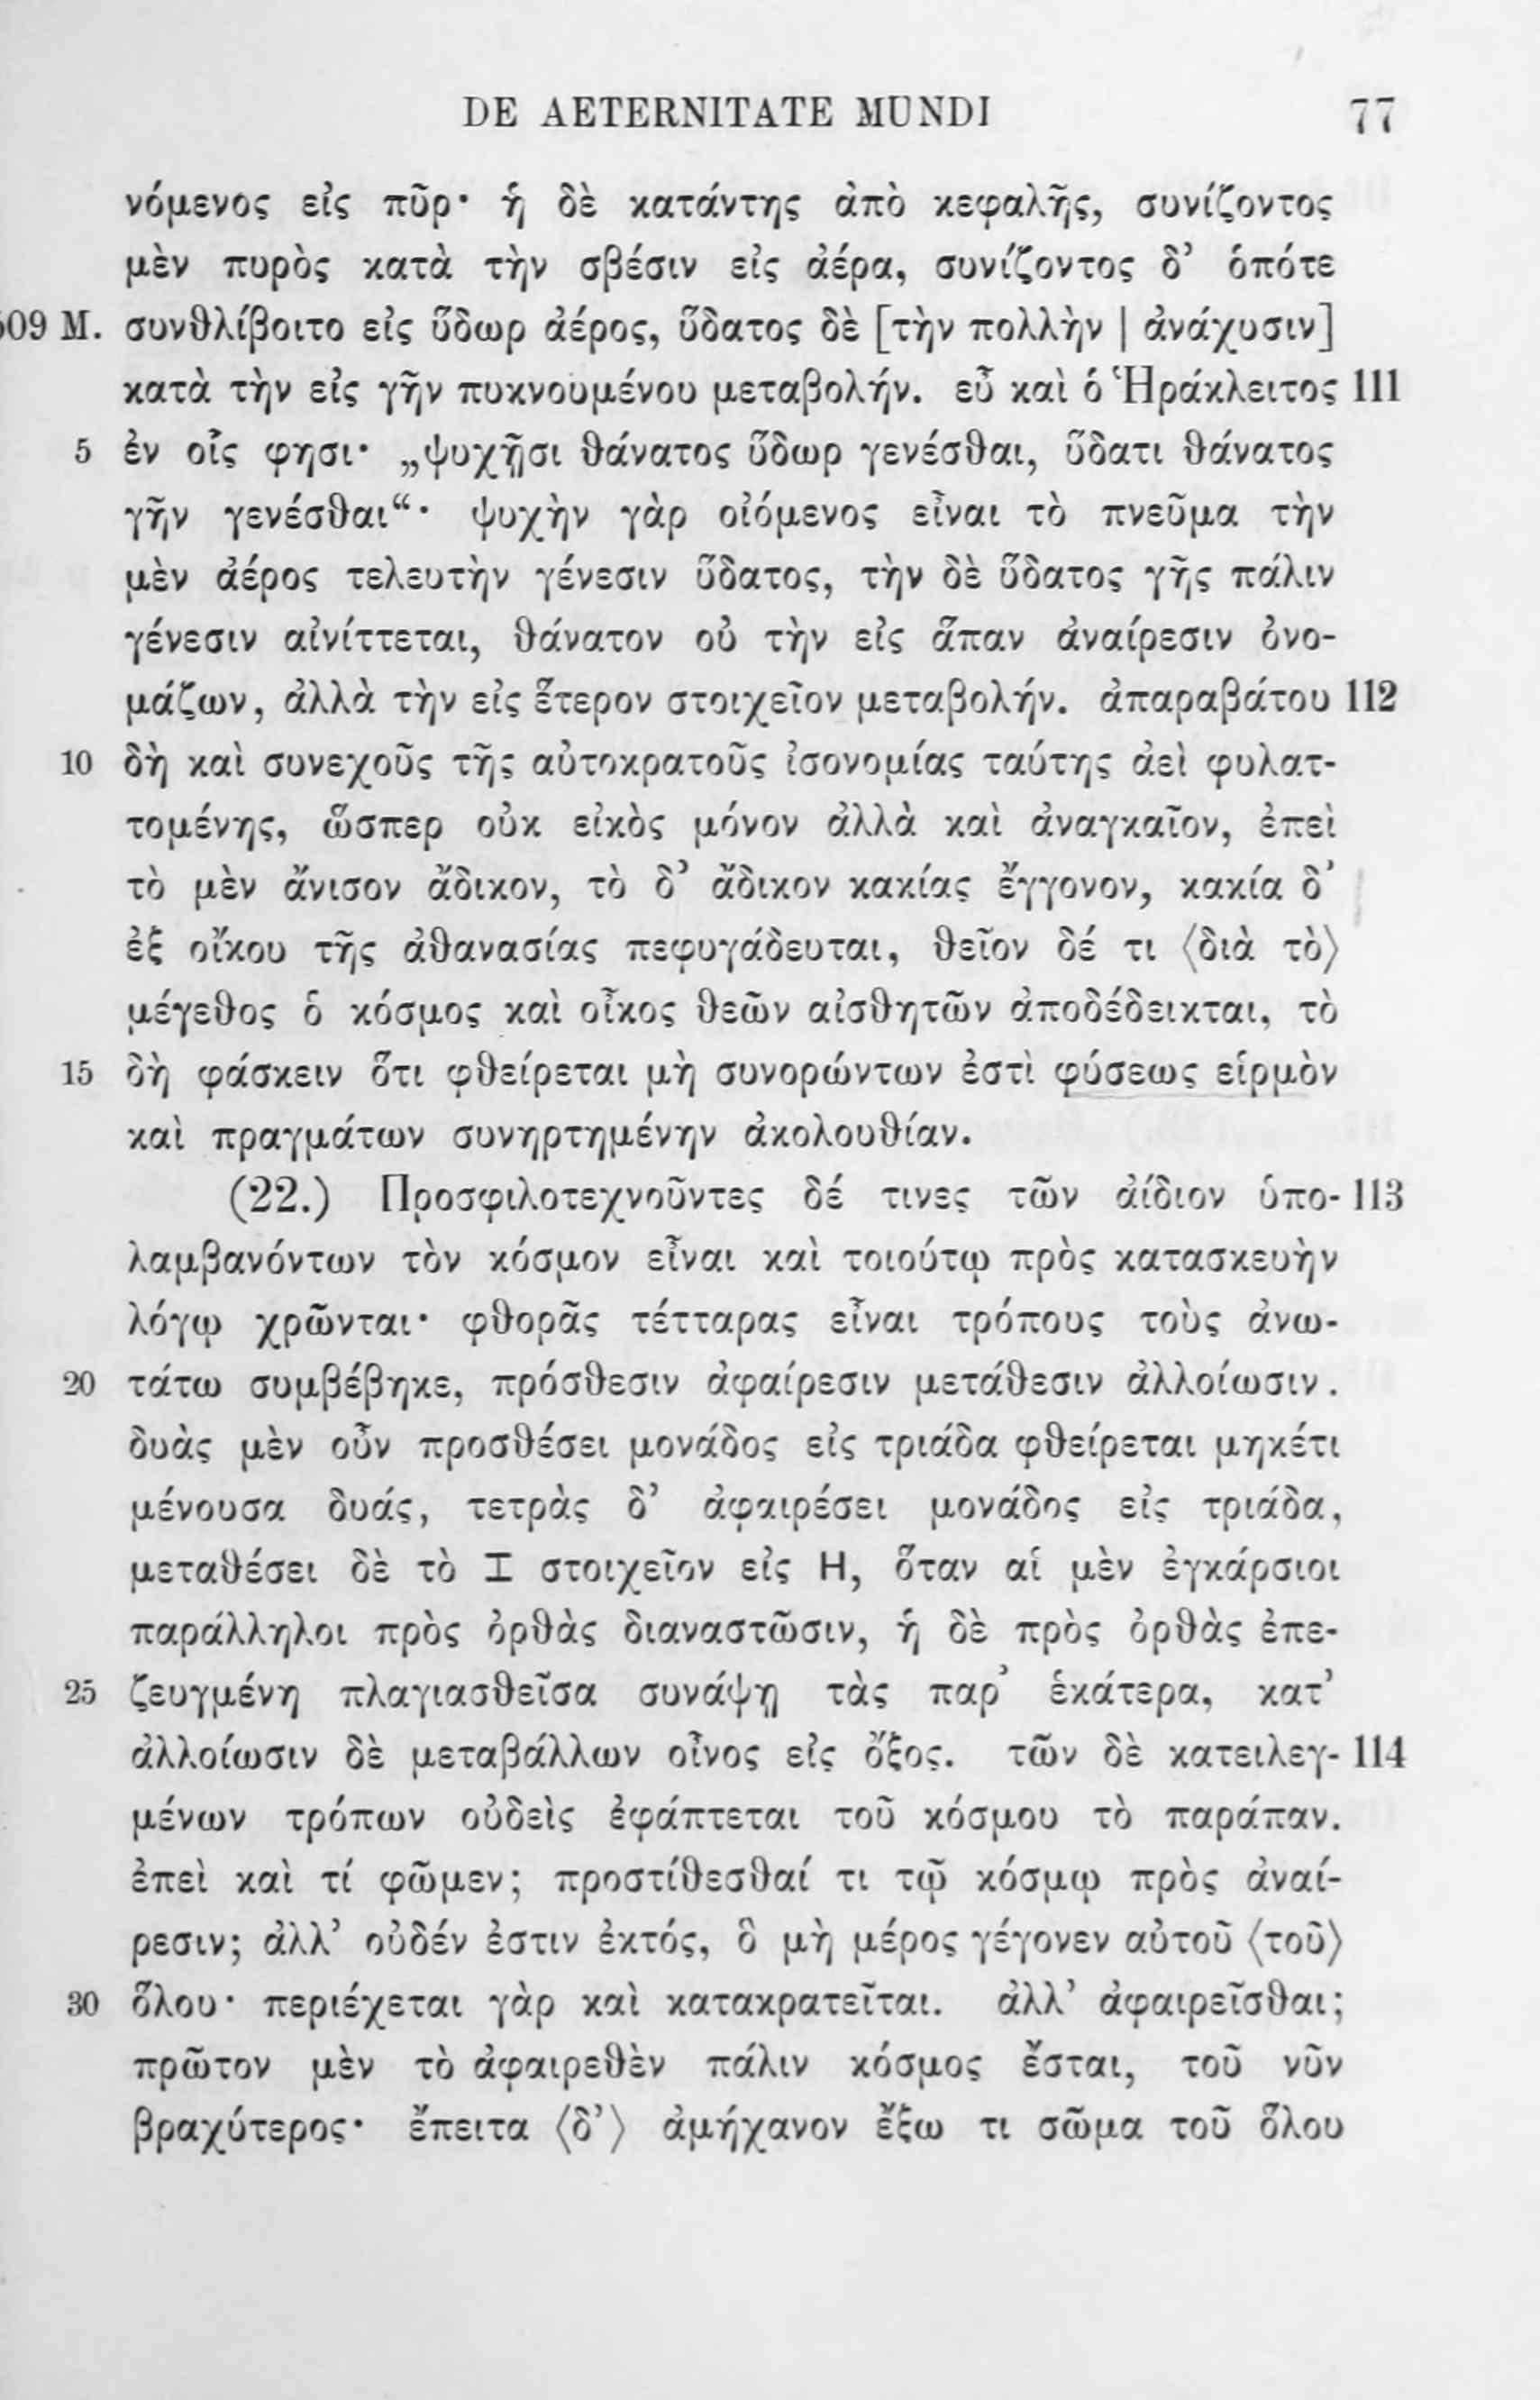 DE AETERNITATE MUNDI 77
νόμενος εἰς πῦρ· ἡ δὲ κατάντης ἀπὸ κεφαλῆς, συνίζοντος
μὲν πυρὸς κατὰ τὴν σβέσιν εἰς ἀέρα, συνίζοντος δ’ ὁπότε
509 M. συνθλίβοιτο εἰς ὕδωρ ἀέρος, ὕδατος δὲ [τὴν πολλὴν | ἀνάχυσιν]
κατὰ τὴν εἰς γῆν πυκνουμένου μεταβολήν. εὖ καὶ ὁ Ἡράκλειτος 111
5 ἐν οἷς φησι· „ψυχῇσι θάνατος ὕδωρ γενέσθαι, ὕδατι θάνατος
γῆν γενέσθαι“· ψυχὴν γὰρ οἰόμενος εἶναι τὸ πνεῦμα τὴν
μὲν ἀέρος τελευτὴν γένεσιν ὕδατος, τὴν δὲ ὕδατος γῆς πάλιν
γένεσιν αἰνίττεται, θάνατον οὐ τὴν εἰς ἅπαν ἀναίρεσιν ὀνο-
μάζων, ἀλλὰ τὴν εἰς ἕτερον στοιχεῖον μεταβολήν. ἀπαραβάτου 112
10 δὴ καὶ συνεχοῦς τῆς αὐτοκρατοῦς ἰσονομίας ταύτης ἀεὶ φυλατ-
τομένης, ὥσπερ οὐκ εἰκὸς μόνον ἀλλὰ καὶ ἀναγκαῖον, ἐπεὶ
τὸ μὲν ἄνισον ἄδικον, τὸ δ’ ἄδικον κακίας ἔγγονον, κακία δ’
ἐξ οἴκου τῆς ἀθανασίας πεφυγάδευται, θεῖον δέ τι ⟨διὰ τὸ⟩
μέγεθος ὁ κόσμος καὶ οἶκος θεῶν αἰσθητῶν ἀποδέδεικται, τὸ
15 δὴ φάσκειν ὅτι φθείρεται μὴ συνορώντων ἐστὶ φύσεως εἱρμὸν
καὶ πραγμάτων συνηρτημένην ἀκολουθίαν.
(22.) Προσφιλοτεχνοῦντες δέ τινες τῶν ἀίδιον ὑπο- 113
λαμβανόντων τὸν κόσμον εἶναι καὶ τοιούτῳ πρὸς κατασκευὴν
λόγῳ χρῶνται· φθορᾶς τέτταρας εἶναι τρόπους τοὺς ἀνω-
20 τάτω συμβέβηκε, πρόσθεσιν ἀφαίρεσιν μετάθεσιν ἀλλοίωσιν.
δυὰς μὲν οὖν προσθέσει μονάδος εἰς τριάδα φθείρεται μηκέτι
μένουσα δυάς, τετρὰς δ’ ἀφαιρέσει μονάδος εἰς τριάδα,
μεταθέσει δὲ τὸ Ι στοιχεῖον εἰς Η, ὅταν αἱ μὲν ἐγκάρσιοι
παράλληλοι πρὸς ὀρθὰς διαναστῶσιν, ἡ δὲ πρὸς ὀρθὰς ἐπε-
25 ζευγμένη πλαγιασθεῖσα συνάψῃ τὰς παρ’ ἑκάτερα, κατ’
ἀλλοίωσιν δὲ μεταβάλλων οἶνος εἰς ὄξος. τῶν δὲ κατειλεγ- 114
μένων τρόπων οὐδεὶς ἐφάπτεται τοῦ κόσμου τὸ παράπαν.
ἐπεὶ καὶ τί φῶμεν; προστίθεσθαί τι τῷ κόσμῳ πρὸς ἀναί-
ρεσιν; ἀλλ’ οὐδέν ἐστιν ἐκτός, ὃ μὴ μέρος γέγονεν αὐτοῦ ⟨τοῦ⟩
30 ὅλου· περιέχεται γὰρ καὶ κατακρατεῖται. ἀλλ’ ἀφαιρεῖσθαι;
πρῶτον μὲν τὸ ἀφαιρεθὲν πάλιν κόσμος ἔσται, τοῦ νῦν
βραχύτερος· ἔπειτα ⟨δ’⟩ ἀμήχανον ἔξω τι σῶμα τοῦ ὅλου